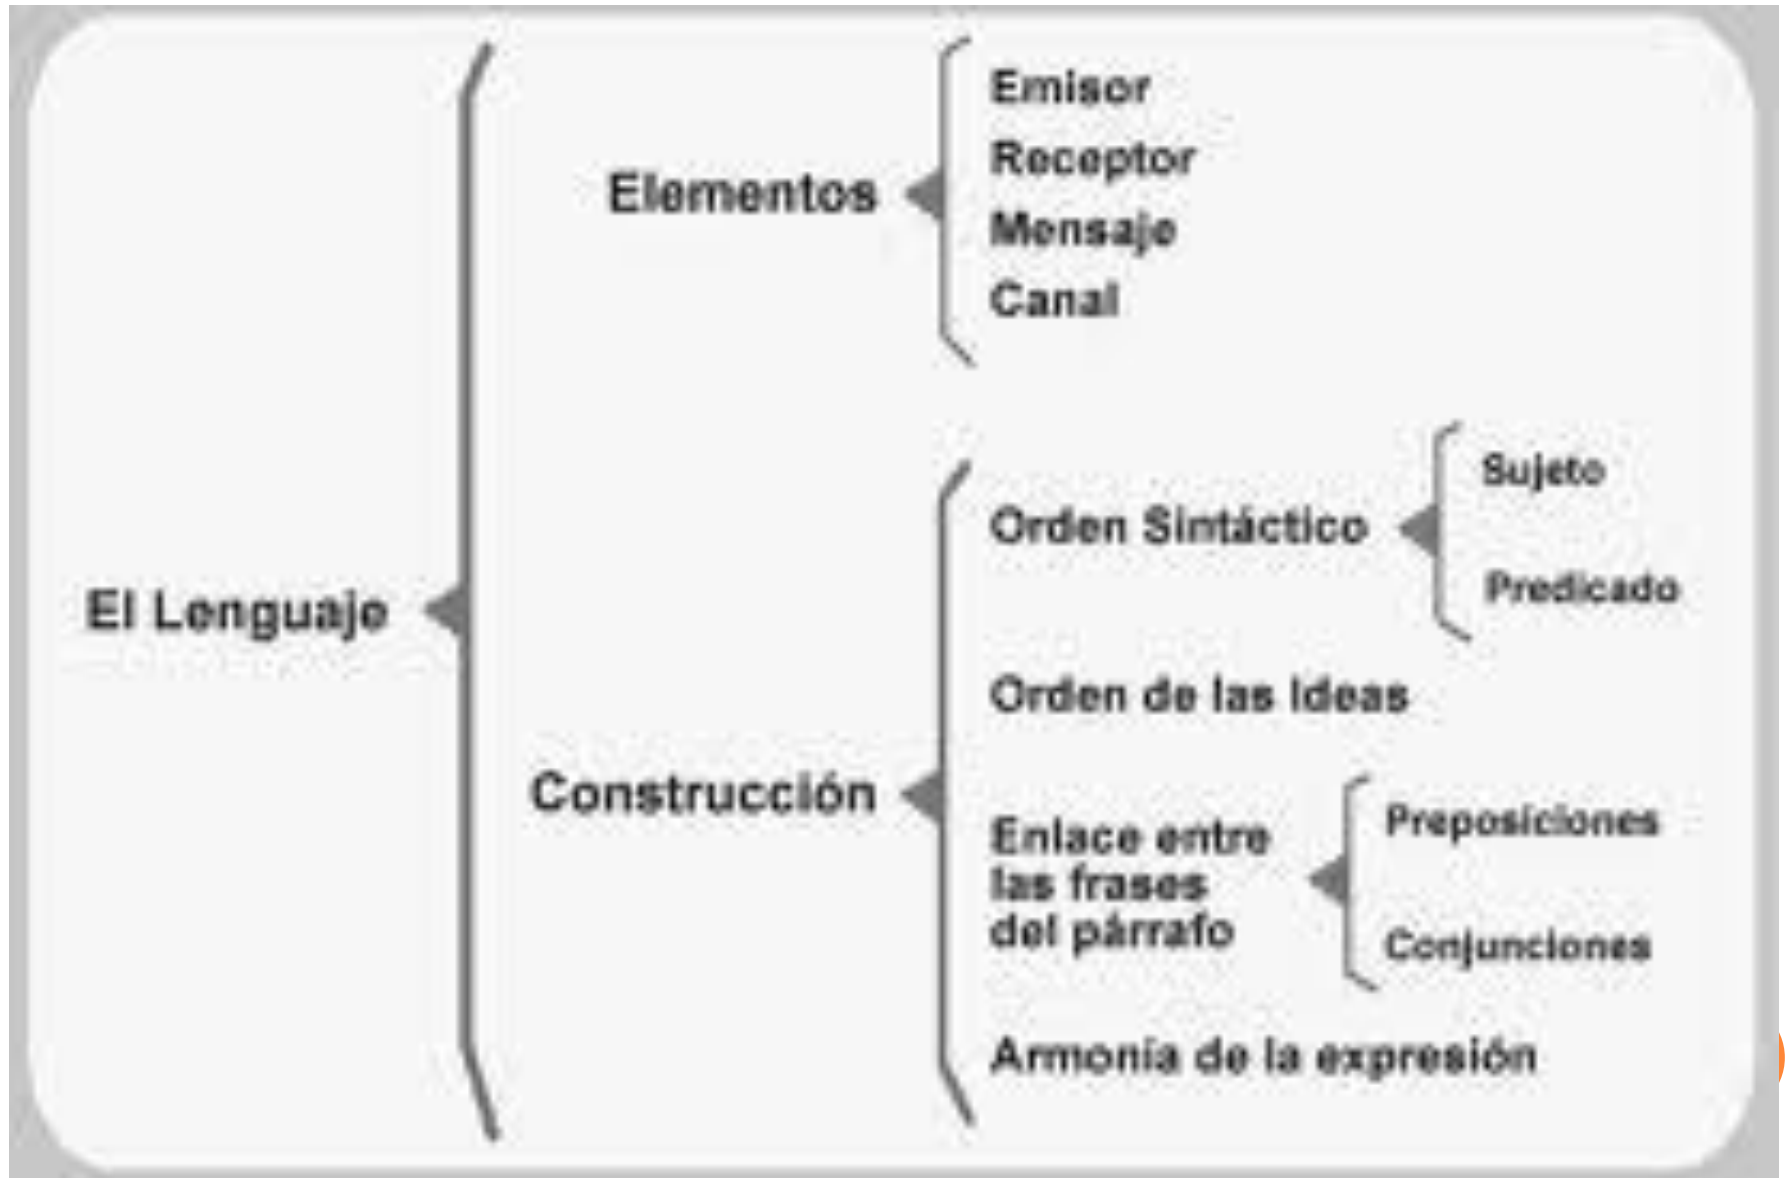 El Lenguaje
Elementos
Emisor
Receptor
Mensaje
Canal
Construcción
Orden Sintáctico
Sujeto
Predicado
Orden de las Ideas
Enlace entre
las frases
del párrafo
Preposiciones
Conjunciones
Armonía de la expresión